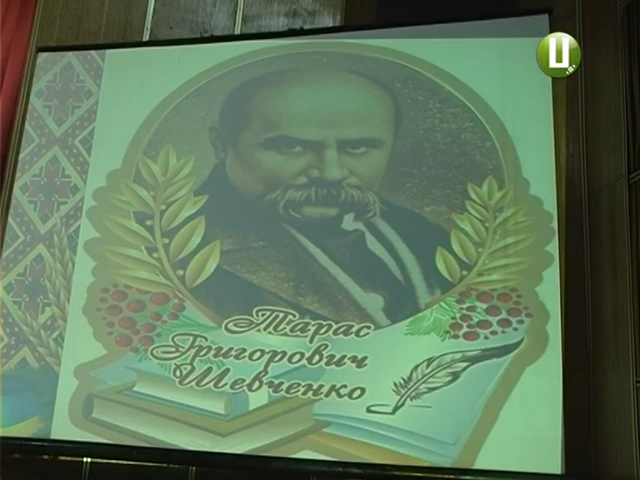 Тарас
Григорович
Шевченко
Ц